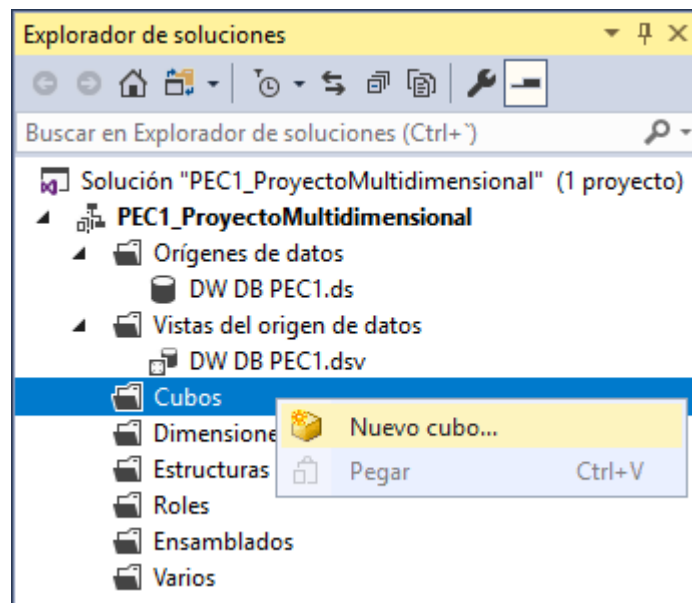 Explorador de soluciones
Buscar en Explorador de soluciones (Ctrl+`)
Solución "PEC1_ProyectoMultidimensional" (1 proyecto)
PEC1_ProyectoMultidimensional
Orígenes de datos
DW DB PEC1.ds
Vistas del origen de datos
DW DB PEC1.dsv
Cubos
Nuevo cubo...
Dimensione
Estructuras
Pegar Ctrl+V
Roles
Ensamblados
Varios